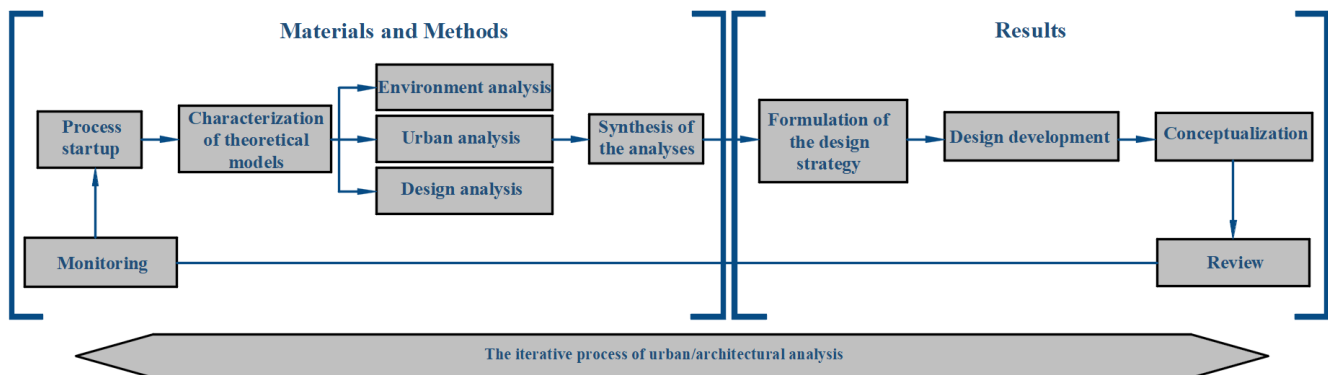 Materials and Methods
Results
Process
startup
Characterization
of theoretical
models
Environment analysis
Urban analysis
Design analysis
Synthesis of
the analyses
Formulation of
the design
strategy
Design development
Conceptualization
Monitoring
Review
The iterative process of urban/architectural analysis